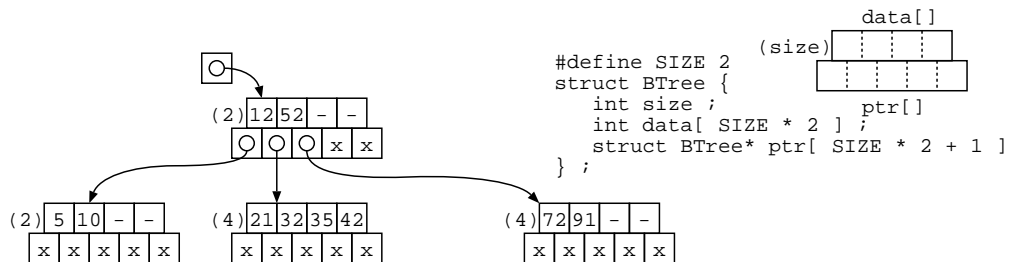 data[]
(size)
#define SIZE 2
struct BTree {
int size ;
ptr[]
int data[ SIZE * 2 ] ;
struct BTree* ptr[ SIZE * 2 + 1 ]
} ;
(2) 12 52 - -
x x
(2) 5 10 - -
x x x x x
(4) 21 32 35 42
x x x x x
(4) 72 91 - -
x x x x x